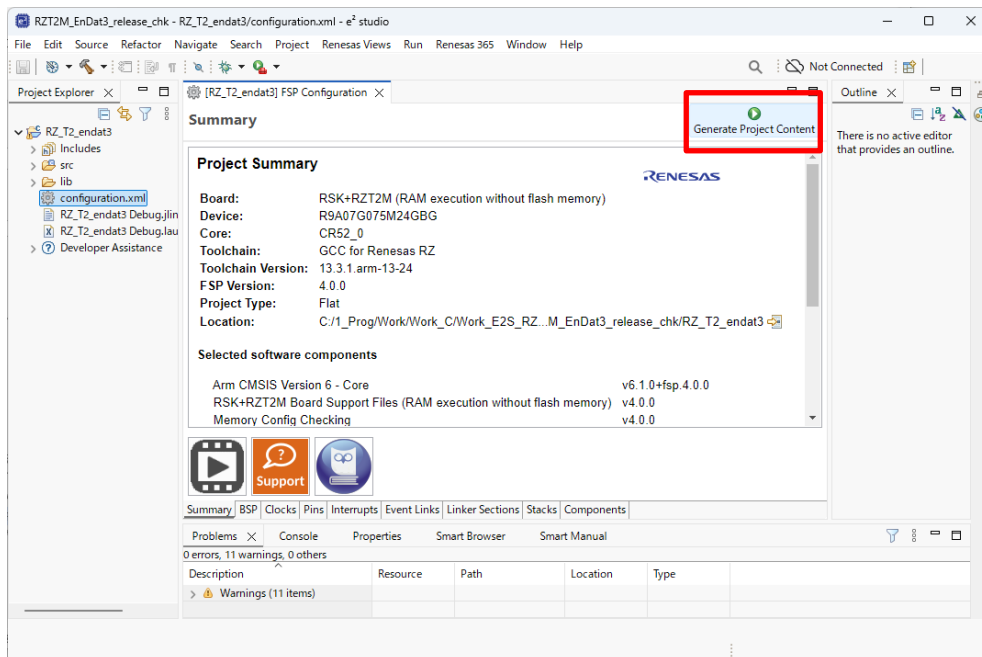 RZT2M_EnDat3_release_chk - RZ_T2_endat3/configuration.xml - e² studio
File Edit Source Refactor Navigate Search Project Renesas Views Run Renesas 365 Window Help
Not Connected
Project Explorer
[RZ_T2_endat3] FSP Configuration
Outline
Summary
Generate Project Content
There is no active editor
that provides an outline.
RZ_T2_endat3
Includes
src
lib
configuration.xml
RZ_T2_endat3 Debug.jlin
RZ_T2_endat3 Debug.lau
Developer Assistance
Project Summary
RENESAS
Board: RSK+RZT2M (RAM execution without flash memory)
Device: R9A07G075M24GBG
Core: CR52_0
Toolchain: GCC for Renesas RZ
Toolchain Version: 13.3.1.arm-13-24
FSP Version: 4.0.0
Project Type: Flat
Location: C:/1_Prog/Work/Work_C/Work_E2S_RZ...M_EnDat3_release_chk/RZ_T2_endat3
Selected software components
Arm CMSIS Version 6 - Core v6.1.0+fsp.4.0.0
RSK+RZT2M Board Support Files (RAM execution without flash memory) v4.0.0
Memory Config Checking v4.0.0
Support
Summary BSP Clocks Pins Interrupts Event Links Linker Sections Stacks Components
Problems Console Properties Smart Browser Smart Manual
0 errors, 11 warnings, 0 others
Description Resource Path Location Type
Warnings (11 items)